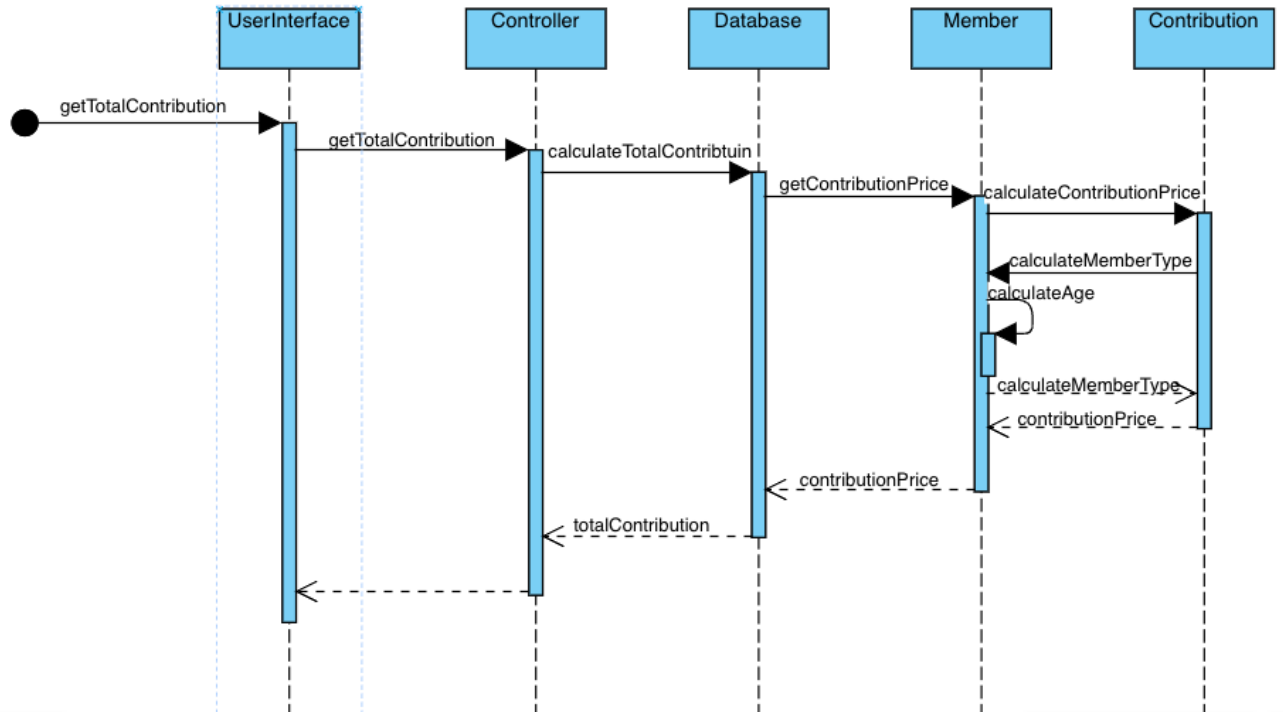 UserInterface
Controller
Database
Member
Contribution
getTotalContribution
getTotalContribution
calculateTotalContribtuin
getContributionPrice
calculateContributionPrice
calculateMemberType
calculateAge
calculateMemberType
contributionPrice
contributionPrice
totalContribution